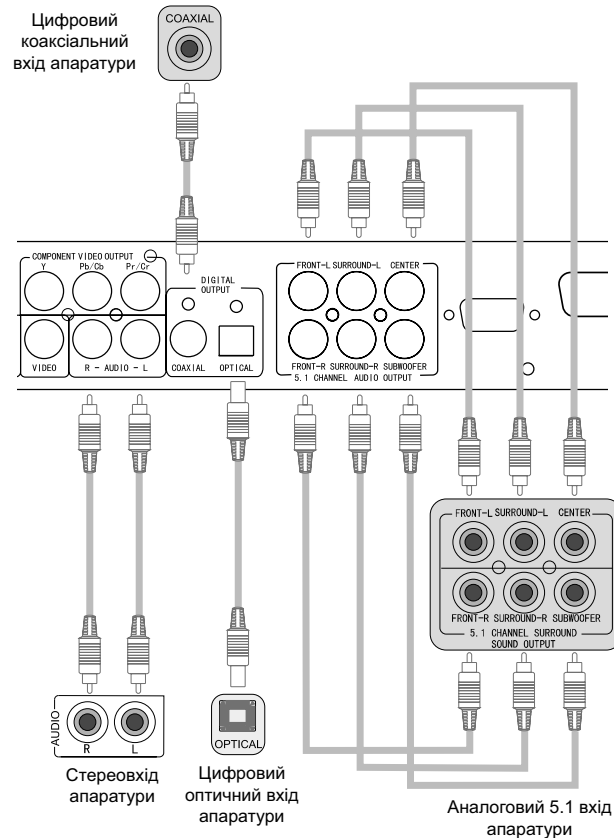 Цифровий
коаксіальний
вхід апаратури
COAXIAL
COMPONENT VIDEO OUTPUT
Y Pb/Cb Pr/Cr
DIGITAL
OUTPUT
FRONT-L SURROUND-L CENTER
VIDEO R - AUDIO - L COAXIAL OPTICAL
FRONT-R SURROUND-R SUBWOOFER
5.1 CHANNEL AUDIO OUTPUT
FRONT-L SURROUND-L CENTER
FRONT-R SURROUND-R SUBWOOFER
5.1 CHANNEL SURROUND
SOUND OUTPUT
AUDIO
R L
OPTICAL
Стереовхід
апаратури
Цифровий
оптичний вхід
апаратури
Аналоговий 5.1 вхід
апаратури